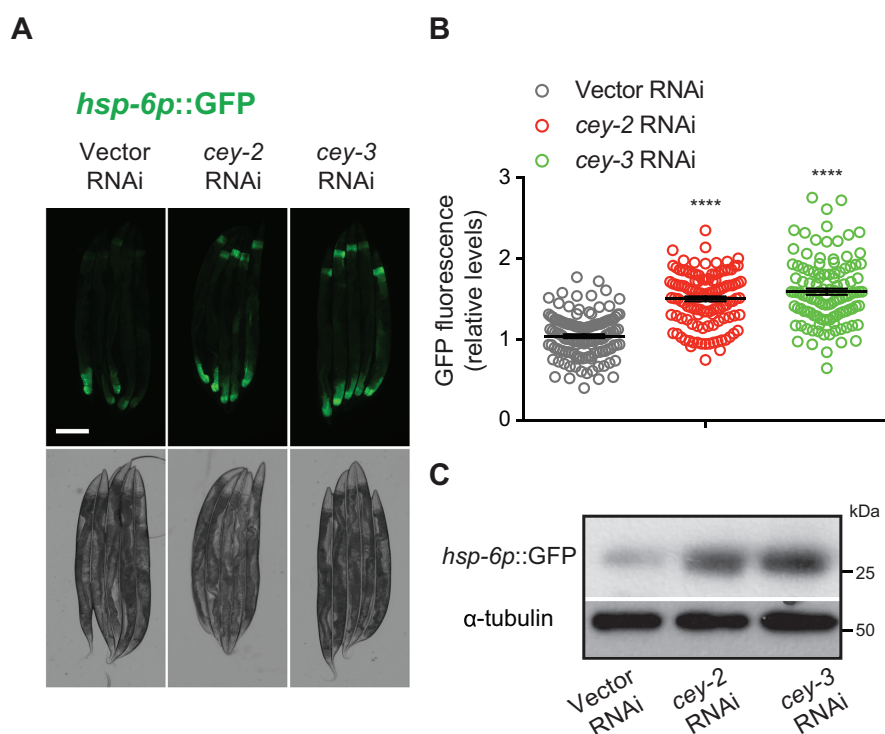 A
hsp-6p::GFP
Vector
RNAi
cey-2
RNAi
cey-3
RNAi
B
Vector RNAi
cey-2 RNAi
cey-3 RNAi
GFP fluorescence
(relative levels)
3
2
1
0
****
****
C
kDa
hsp-6p::GFP
25
α-tubulin
50
Vector
RNAi
cey-2
RNAi
cey-3
RNAi